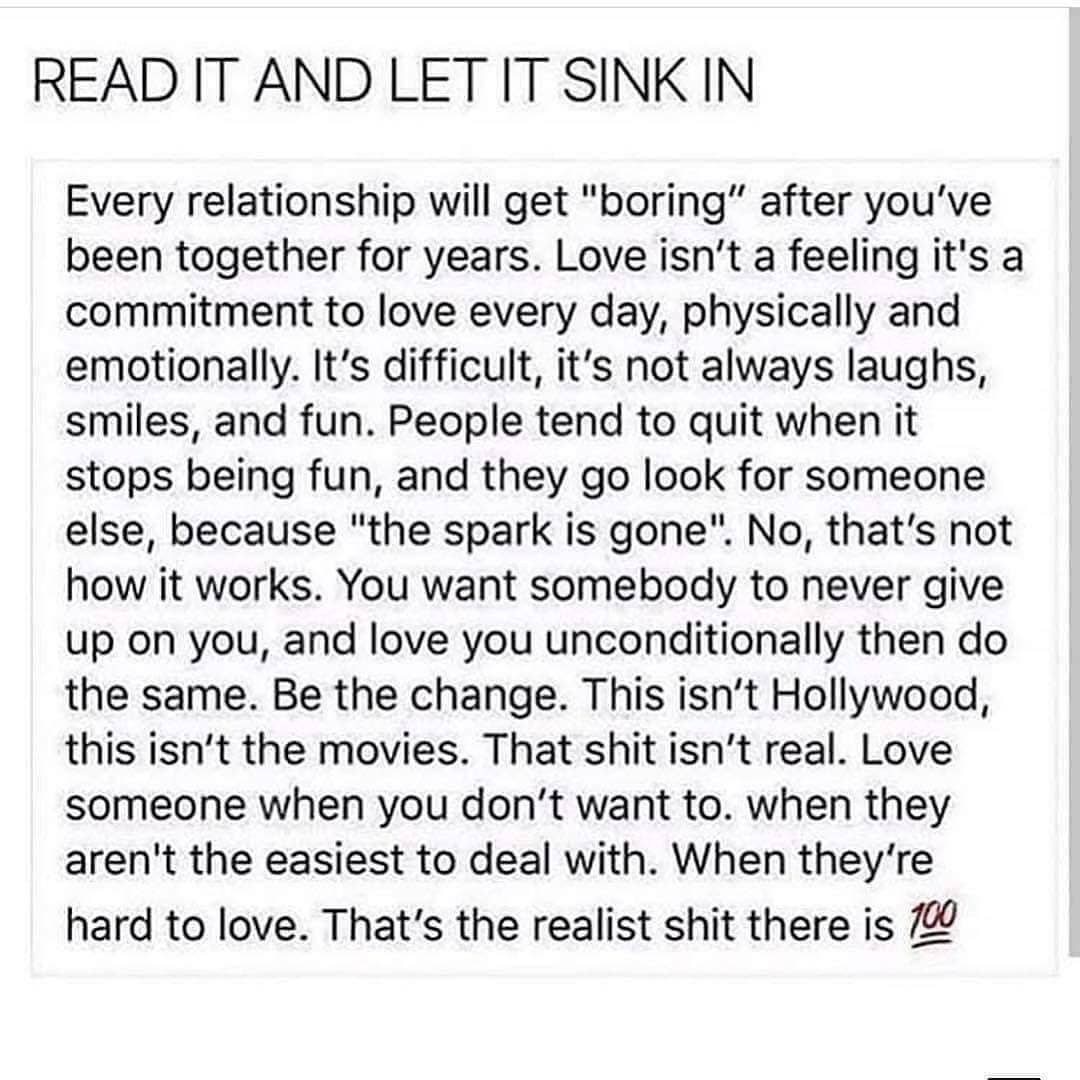 READ IT AND LET IT SINK IN
Every relationship will get "boring” after you’ve
been together for years. Love isn’t a feeling it's a
commitment to love every day, physically and
emotionally. It’s difficult, it’s not always laughs,
smiles, and fun. People tend to quit when it
stops being fun, and they go look for someone
else, because "the spark is gone". No, that’s not
how it works. You want somebody to never give
up on you, and love you unconditionally then do
the same. Be the change. This isn’t Hollywood,
this isn’t the movies. That shit isn’t real. Love
someone when you don’t want to. when they
aren't the easiest to deal with. When they’re
hard to love. That’s the realist shit there is 💯